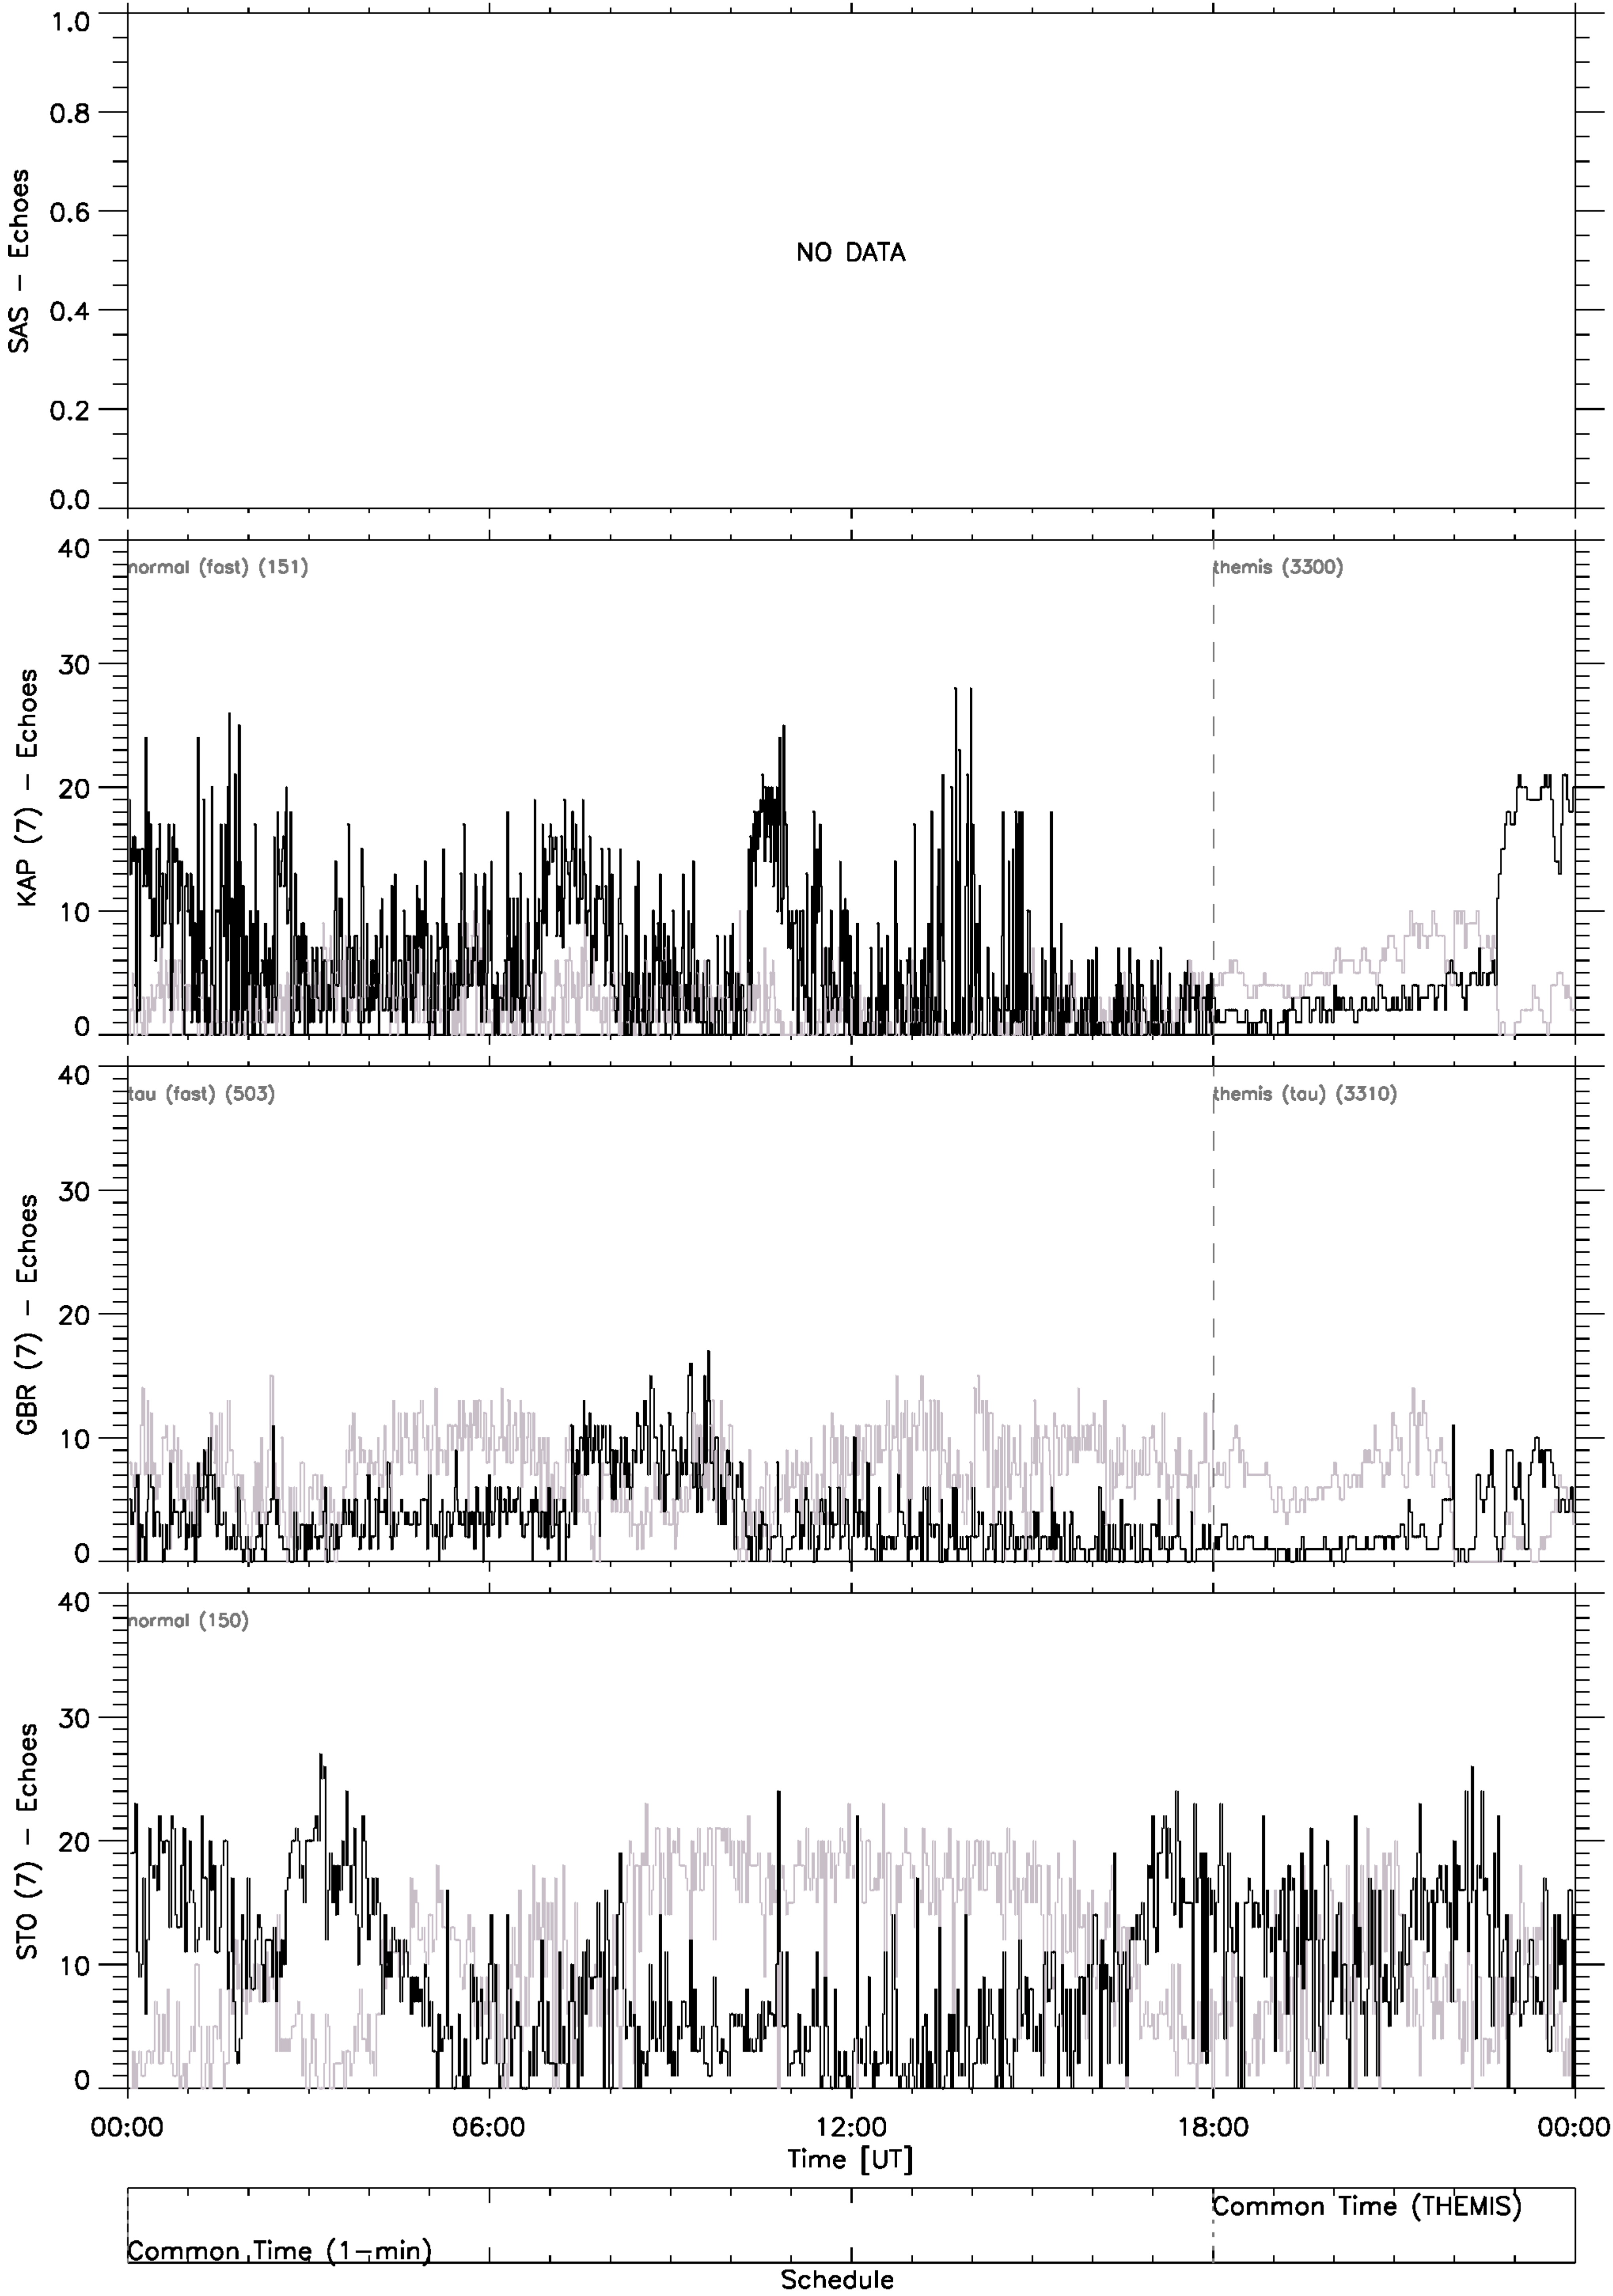 1.0
0.8
0.6
0.4
0.2
0.0
SAS - Echoes
NO DATA
40
30
20
10
0
KAP (7) - Echoes
normal (fast) (151)
themis (3300)
40
30
20
10
0
GBR (7) - Echoes
tau (fast) (503)
themis (tau) (3310)
40
30
20
10
0
STO (7) - Echoes
normal (150)
00:00 06:00 12:00 18:00 00:00
Time [UT]
Common Time (THEMIS)
Common Time (1-min)
Schedule